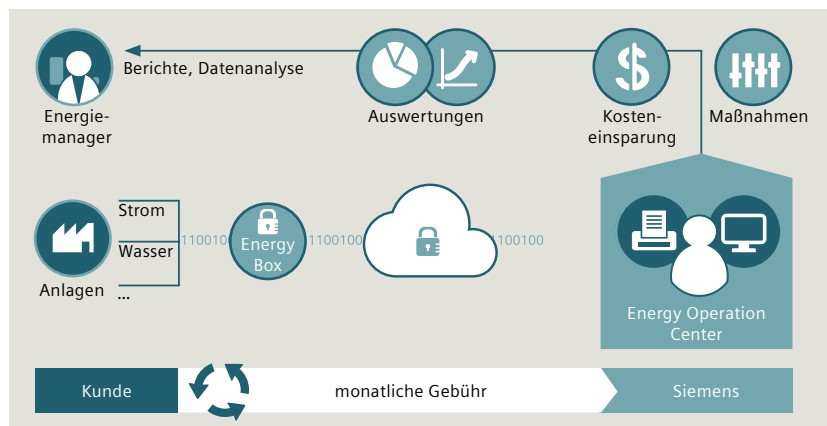 Berichte, Datenanalyse
Energie-
manager
Auswertungen
Kosten-
einsparung
Maßnahmen
Strom
Wasser
...
Anlagen
110010
Energy
Box
1100100
1100100
Energy Operation
Center
Kunde
monatliche Gebühr
Siemens